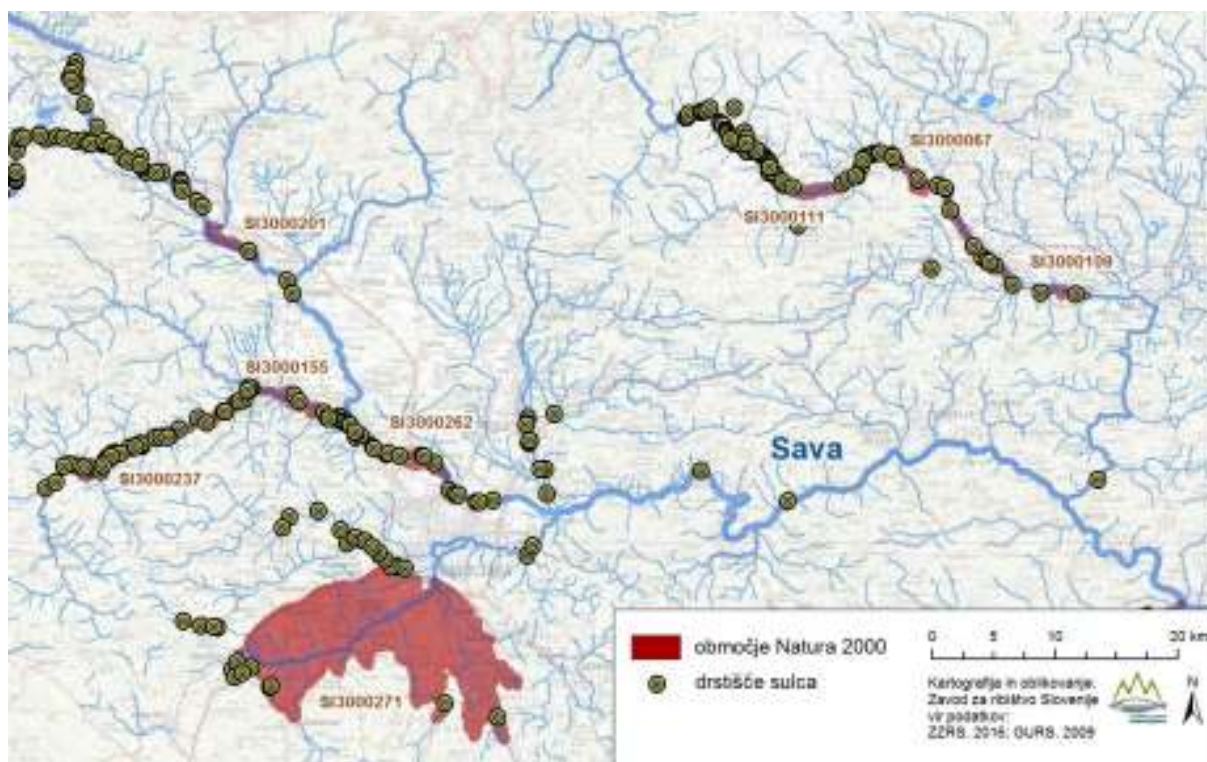 SI3000067
SI3000111
SI3000201
SI3000109
SI3000155
SI3000262
Sava
SI3000237
SI3000271
območje Natura 2000
drstišče sulca
0 5 10 20 km
Kartografija in oblikovanje,
Zavod za ribištvo Slovenije
vir podatkov:
ZZRS, 2016; GURS, 2009
N